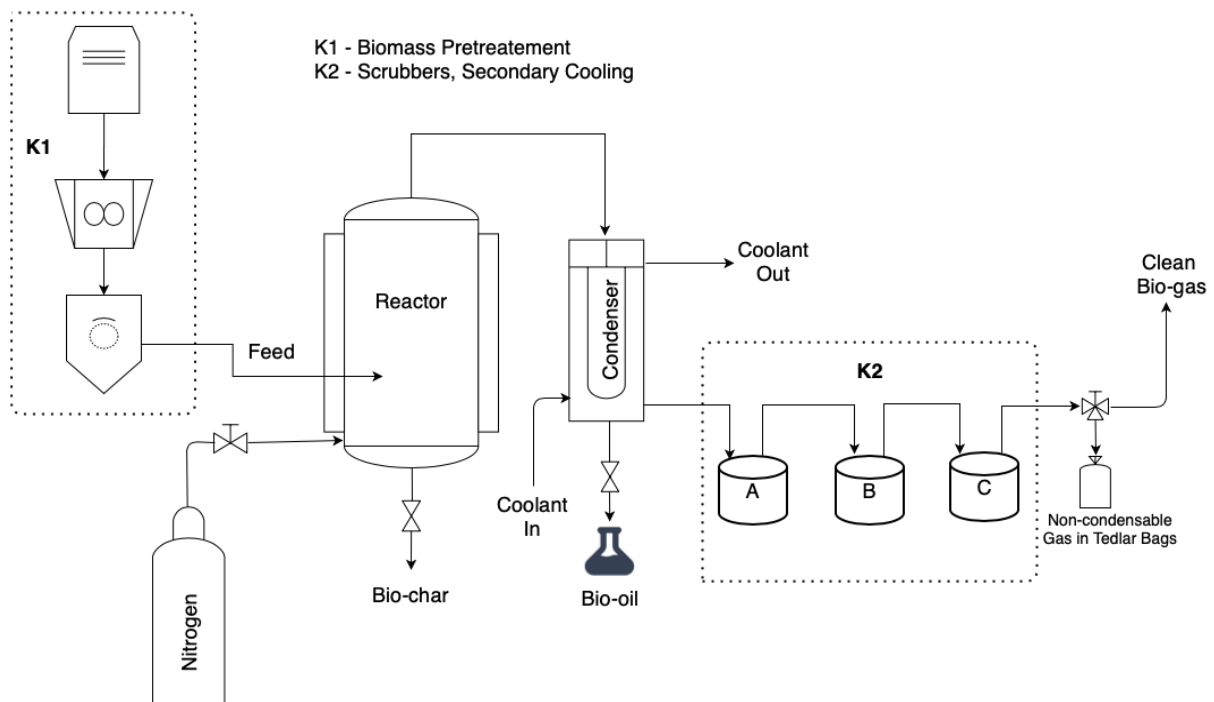 K1 - Biomass Pretreatement
K2 - Scrubbers, Secondary Cooling
K1
Reactor
Feed
Condenser
Coolant
Out
Clean
Bio-gas
K2
A
B
C
Coolant
In
Non-condensable
Gas in Tedlar Bags
Bio-char
Bio-oil
Nitrogen